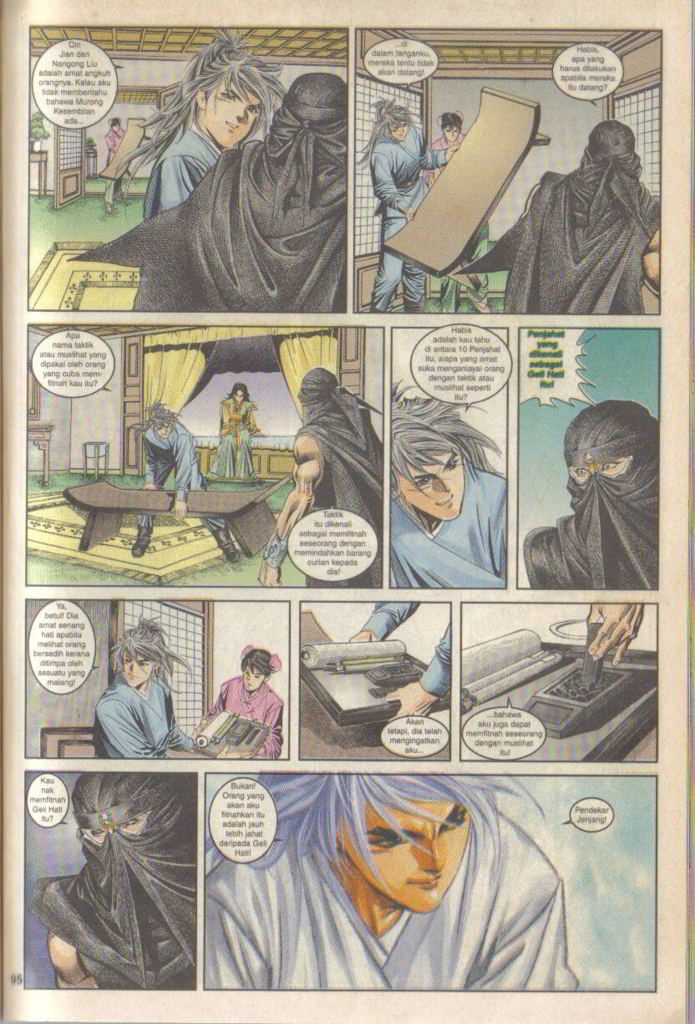 Qin
Jian dan
Nangong Liu
adalah amat angkuh
orangnya. Kalau aku
tidak memberitahu
bahawa Murong
Kesembilan
ada...
...di
dalam tanganku,
mereka tentu tidak
akan datang!
Habis,
apa yang
harus dilakukan
apabila mereka
itu datang?
Apa
nama taktik
atau muslihat yang
dipakai oleh orang
yang cuba mem-
fitnah kau itu?
Taktik
itu dikenali
sebagai memfitnah
seseorang dengan
memindahkan barang
curian kepada
dia!
Habis
adalah kau tahu
di antara 10 Penjahat
itu, siapa yang amat
suka menganiayai orang
dengan taktik atau
muslihat seperti
itu?
Penjahat
yang
dikenali
sebagai
Geli Hati
itu!
Ya,
betul! Dia
amat senang
hati apabila
melihat orang
bersedih kerana
ditimpa oleh
sesuatu yang
malang!
Akan
tetapi, dia telah
mengingatkan
aku...
...bahawa
aku juga dapat
memfitnah seseorang
dengan muslihat
itu!
Kau
nak
memfitnah
Geli Hati
itu?
Bukan!
Orang yang
akan aku
fitnahkan itu
adalah jauh
lebih jahat
daripada Geli
Hati!
Pendekar
Jenjang!
95